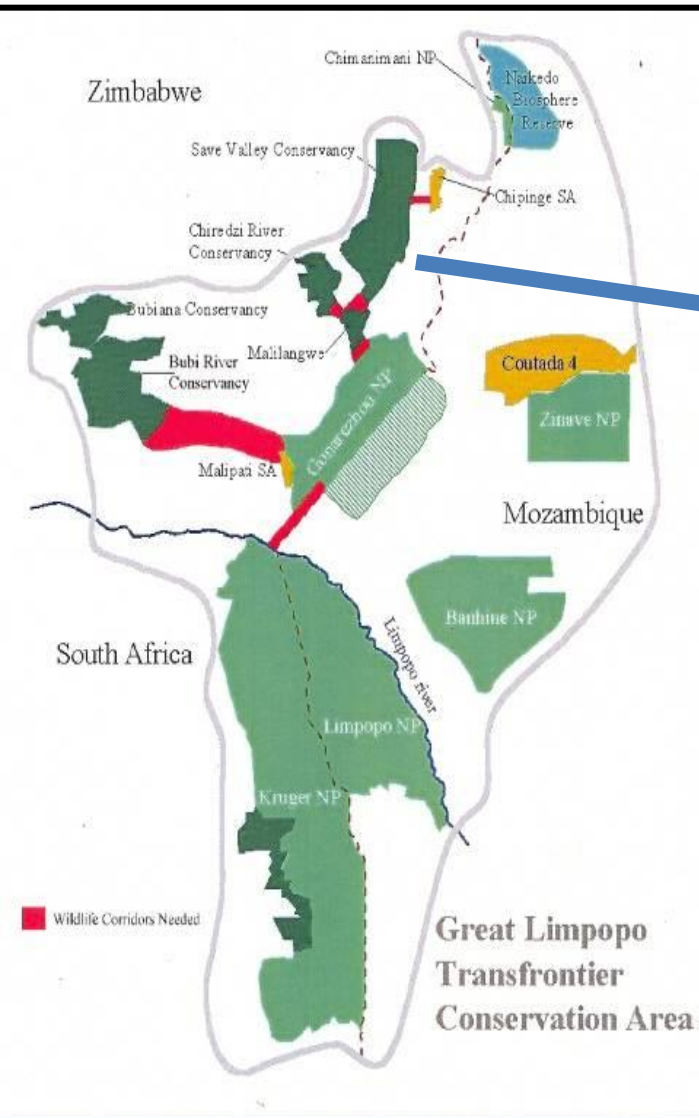 Chimanimani NP
Naikedo
Biosphere
Reserve
Zimbabwe
Save Valley Conservancy
Chipinge SA
Chiredzi River
Conservancy
Bubiana Conservancy
Malilangwe
Bubi River
Conservancy
Coutada 4
Gonarezhou NP
Zinave NP
Malipati SA
Mozambique
Banhine NP
South Africa
Limpopo river
Limpopo NP
Kruger NP
Wildlife Corridors Needed
Great Limpopo
Transfrontier
Conservation Area